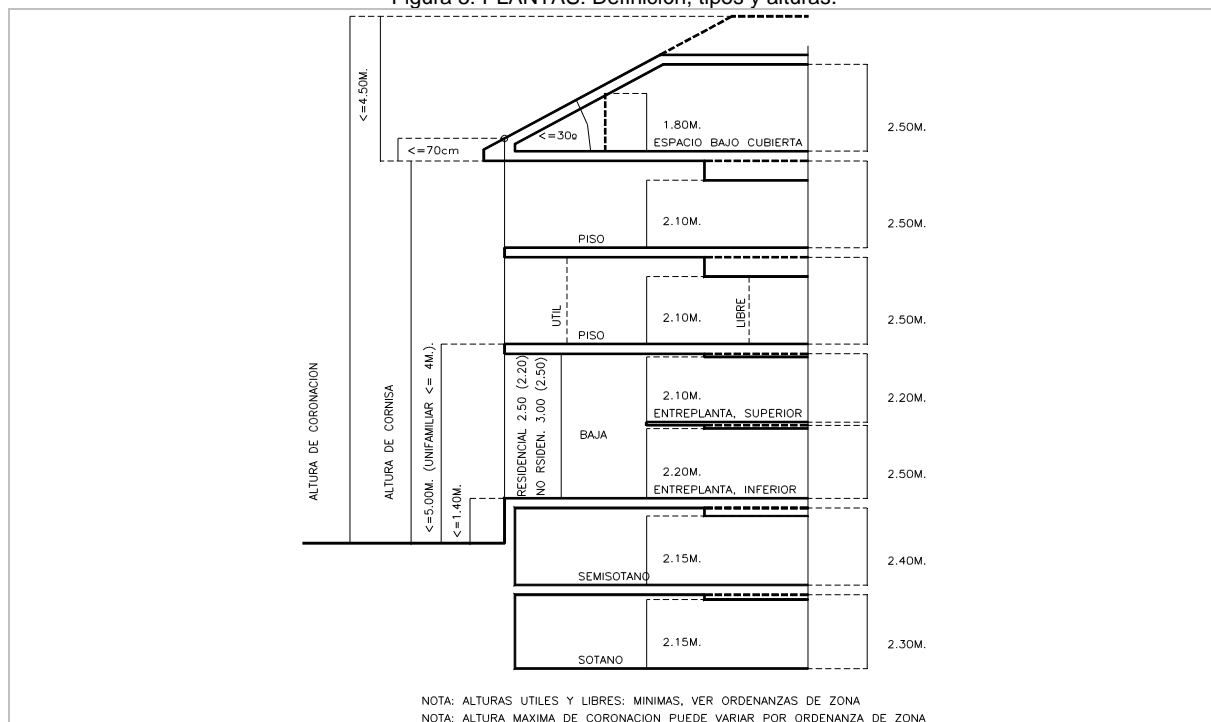 Figura 3. PLANTAS: Definición, tipos y alturas.
<=4.50M.
<=70cm
<=30º
1.80M.
ESPACIO BAJO CUBIERTA
2.50M.
2.10M.
PISO
2.50M.
UTIL
2.10M.
LIBRE
PISO
2.50M.
ALTURA DE CORONACION
ALTURA DE CORNISA
<=5.00M. (UNIFAMILIAR <= 4M.).
<=1.40M.
RESIDENCIAL 2.50 (2.20)
NO RSIDEN. 3.00 (2.50)
BAJA
2.10M.
ENTREPLANTA, SUPERIOR
2.20M.
2.20M.
ENTREPLANTA, INFERIOR
2.50M.
2.15M.
SEMISOTANO
2.40M.
2.15M.
SOTANO
2.30M.
NOTA: ALTURAS UTILES Y LIBRES: MINIMAS, VER ORDENANZAS DE ZONA
NOTA: ALTURA MAXIMA DE CORONACION PUEDE VARIAR POR ORDENANZA DE ZONA